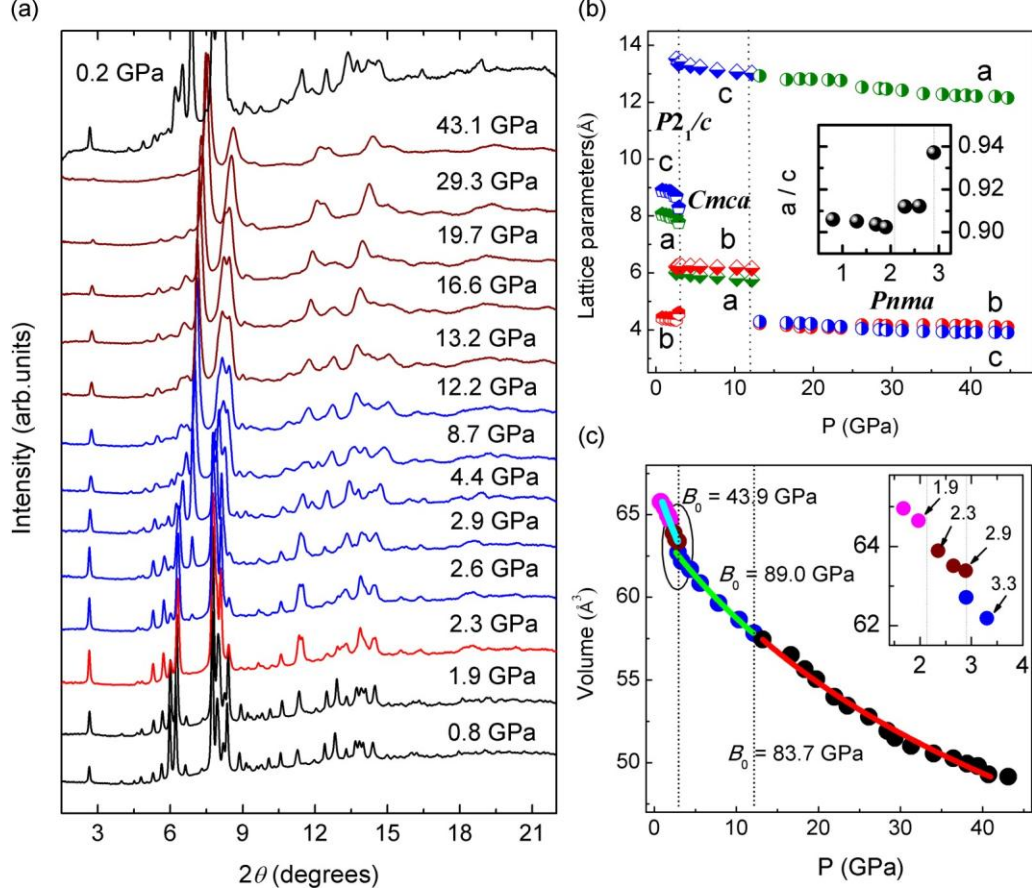 (a)
0.2 GPa
43.1 GPa
29.3 GPa
19.7 GPa
16.6 GPa
13.2 GPa
12.2 GPa
8.7 GPa
4.4 GPa
2.9 GPa
2.6 GPa
2.3 GPa
1.9 GPa
0.8 GPa
Intensity (arb.units)
3 6 9 12 15 18 21
2θ (degrees)
(b)
14
12
10
8
6
4
Lattice parameters(Å)
a
c
P2₁/c
c
Cmca
a
b
a
b
Pnma
b
c
a / c
0.94
0.92
0.90
1 2 3
0 10 20 30 40
P (GPa)
(c)
65
60
55
50
Volume (Å³)
B₀ = 43.9 GPa
B₀ = 89.0 GPa
B₀ = 83.7 GPa
1.9
2.3
2.9
3.3
64
62
2 3 4
0 10 20 30 40
P (GPa)